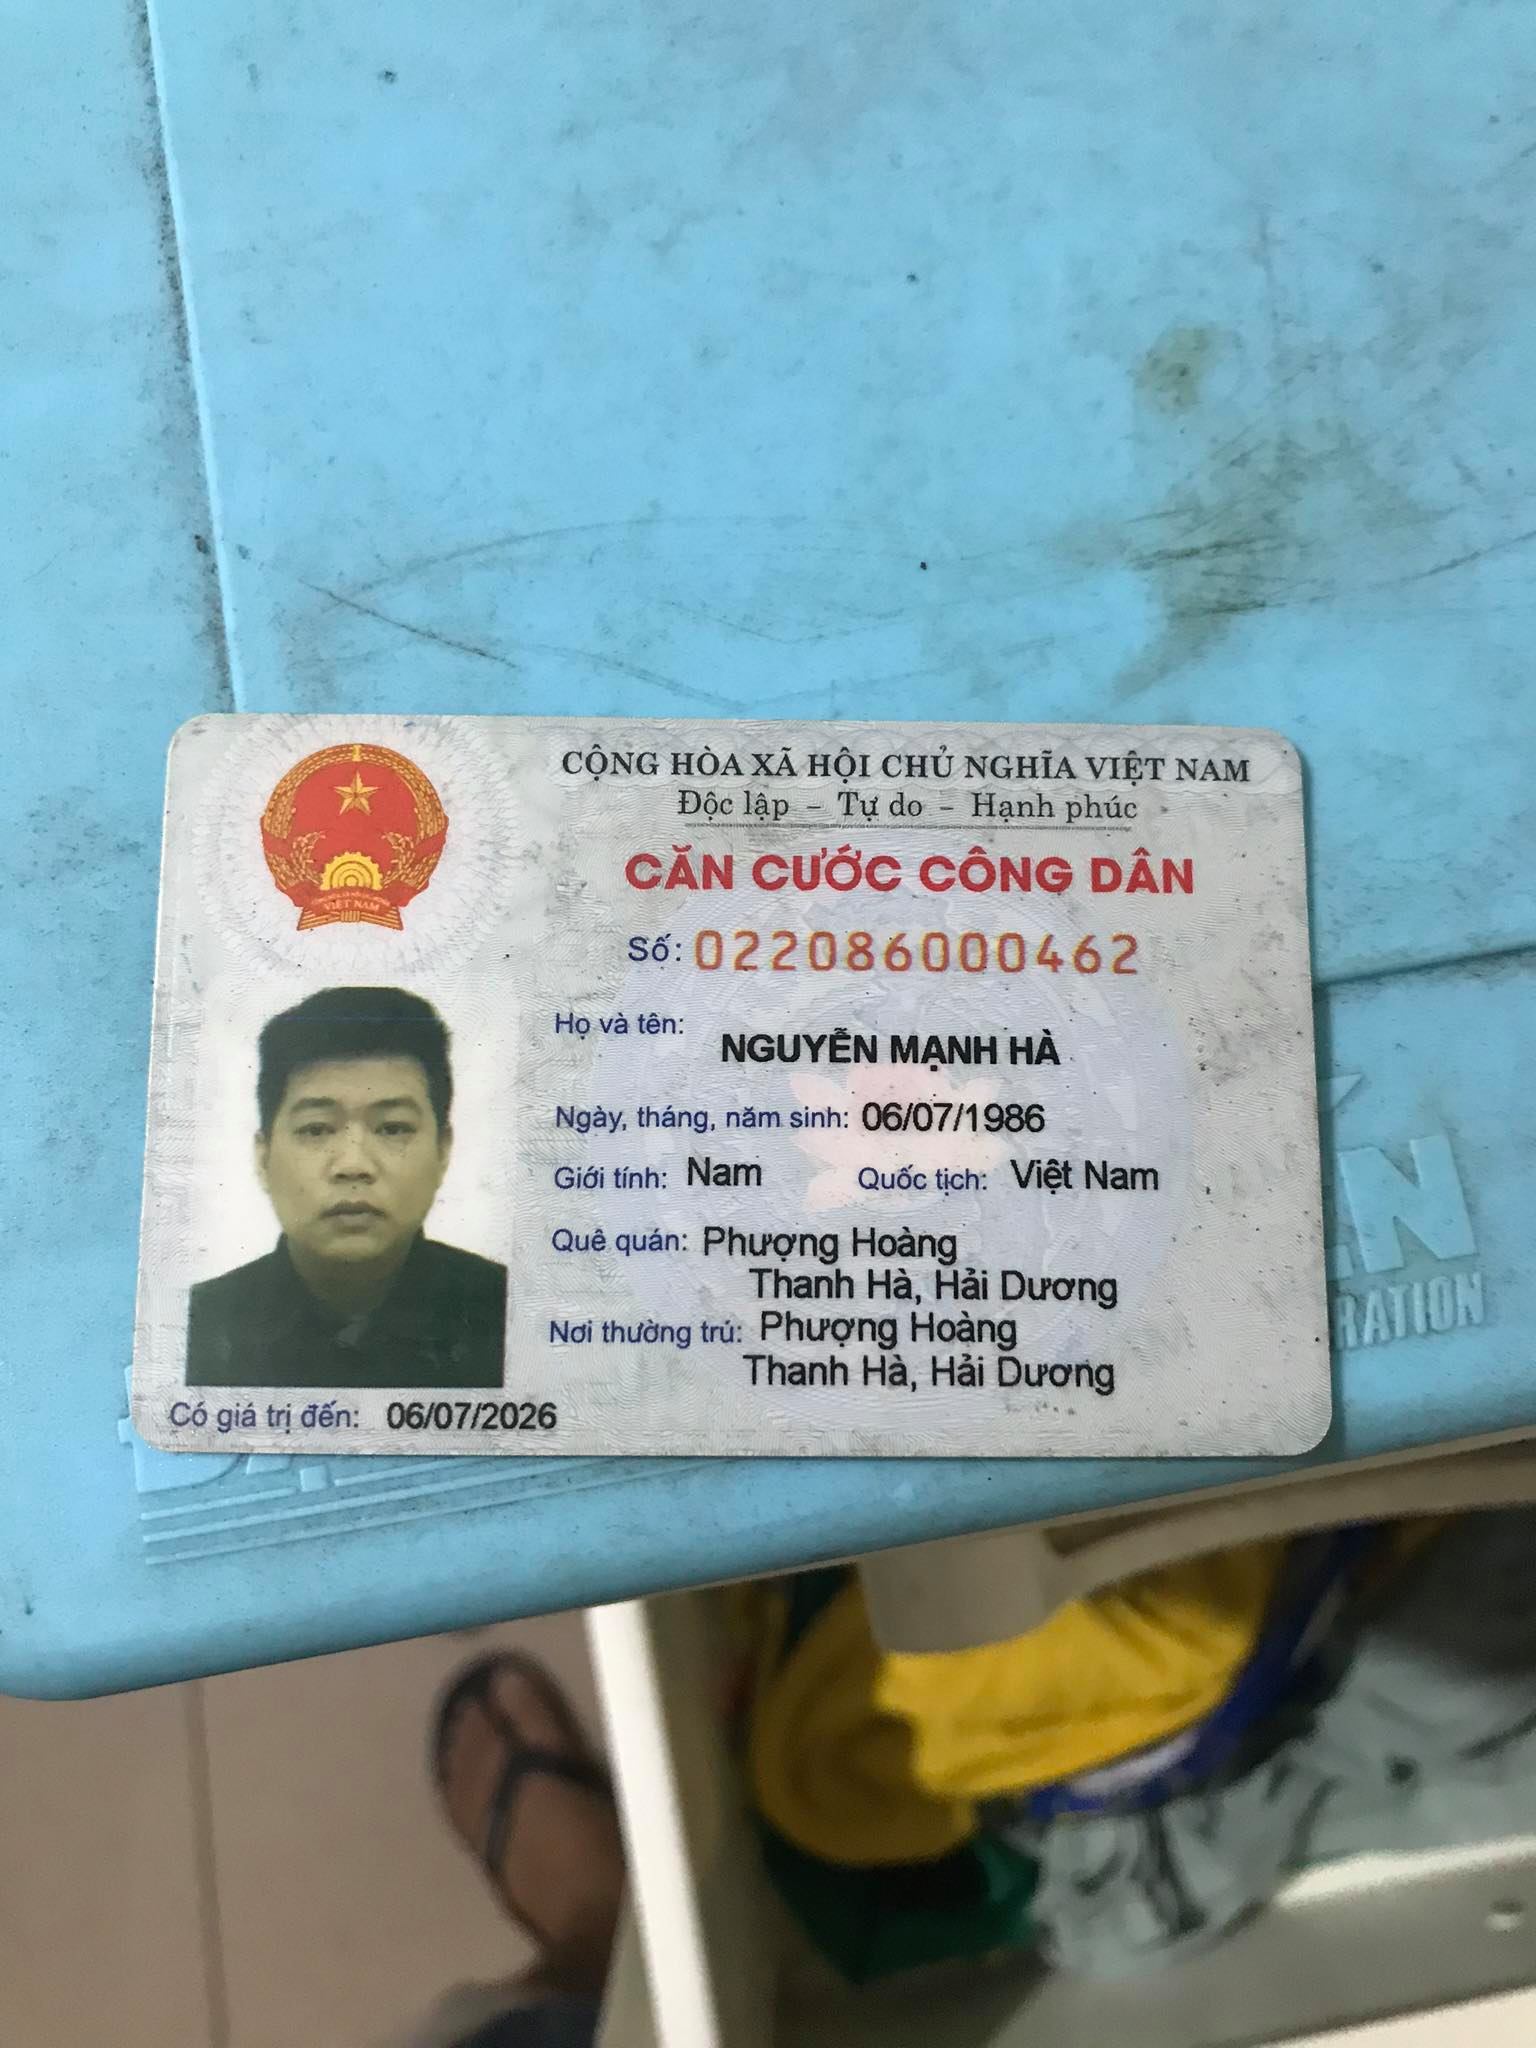 CỘNG HÒA XÃ HỘI CHỦ NGHĨA VIỆT NAM
Độc lập – Tự do – Hạnh phúc
CĂN CƯỚC CÔNG DÂN
Số: 022086000462
Họ và tên: NGUYỄN MẠNH HÀ
Ngày, tháng, năm sinh: 06/07/1986
Giới tính: Nam Quốc tịch: Việt Nam
Quê quán: Phượng Hoàng
Thanh Hà, Hải Dương
Nơi thường trú: Phượng Hoàng
Thanh Hà, Hải Dương
Có giá trị đến: 06/07/2026
VIỆT NAM